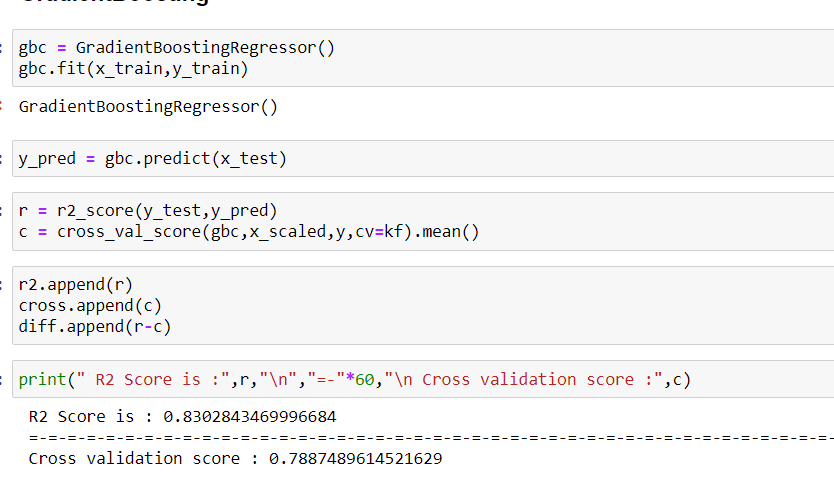 GradientBoosting
: gbc = GradientBoostingRegressor()
gbc.fit(x_train,y_train)
: GradientBoostingRegressor()
: y_pred = gbc.predict(x_test)
: r = r2_score(y_test,y_pred)
c = cross_val_score(gbc,x_scaled,y,cv=kf).mean()
: r2.append(r)
cross.append(c)
diff.append(r-c)
: print(" R2 Score is :",r,"\n","=-"*60,"\n Cross validation score :",c)
R2 Score is : 0.8302843469996684
=-=-=-=-=-=-=-=-=-=-=-=-=-=-=-=-=-=-=-=-=-=-=-=-=-=-=-=-=-=-=-=-=-=-=-=-=-=-=-=-=-
Cross validation score : 0.7887489614521629